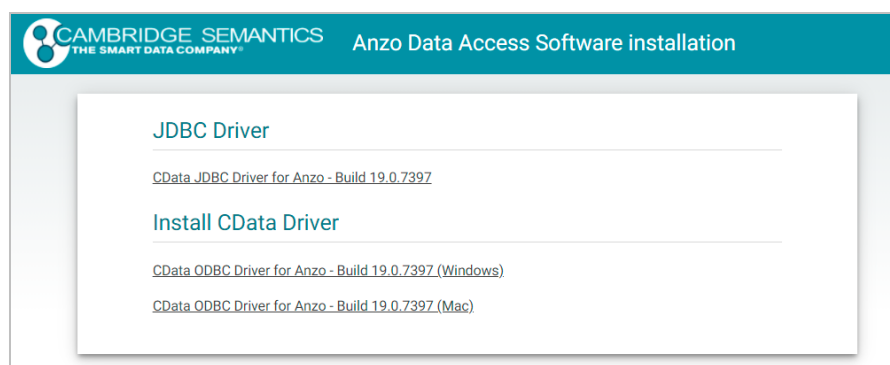 CAMBRIDGE SEMANTICS
THE SMART DATA COMPANY®
Anzo Data Access Software installation
JDBC Driver
CData JDBC Driver for Anzo - Build 19.0.7397
Install CData Driver
CData ODBC Driver for Anzo - Build 19.0.7397 (Windows)
CData ODBC Driver for Anzo - Build 19.0.7397 (Mac)